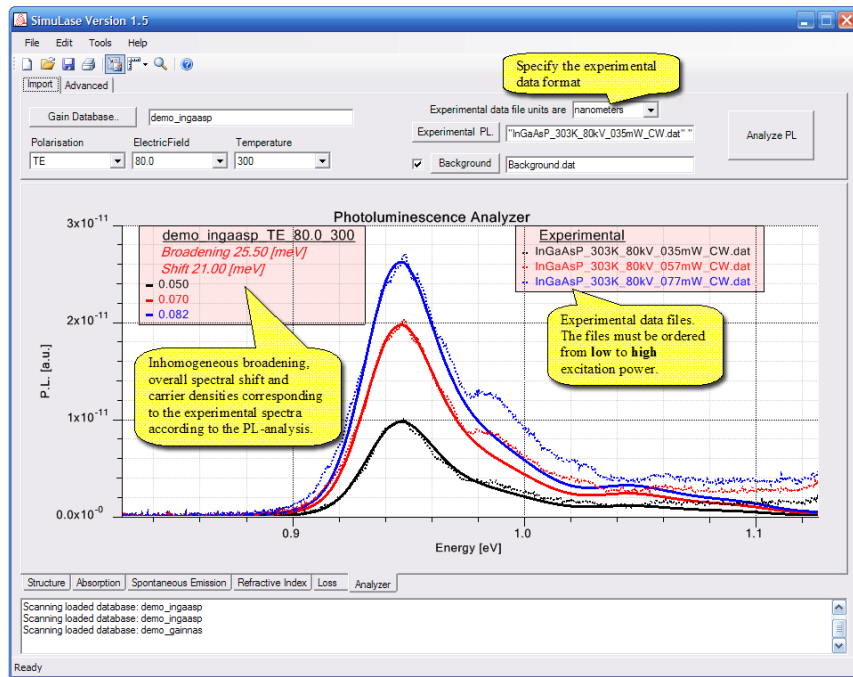 SimuLase Version 1.5
File Edit Tools Help
Specify the experimental
data format
Import Advanced
Gain Database..
demo_ingaasp
Experimental data file units are nanometers
Experimental PL.
"InGaAsP_303K_80kV_035mW_CW.dat" "
Analyze PL
Polarisation ElectricField Temperature
TE 80.0 300
Background
Background.dat
Photoluminescence Analyzer
demo_ingaasp_TE_80.0_300
Broadening 25.50 [meV]
Shift 21.00 [meV]
0.050
0.070
0.082
Experimental
InGaAsP_303K_80kV_035mW_CW.dat
InGaAsP_303K_80kV_057mW_CW.dat
InGaAsP_303K_80kV_077mW_CW.dat
Experimental data files.
The files must be ordered
from low to high
excitation power.
Inhomogeneous broadening,
overall spectral shift and
carrier densities corresponding
to the experimental spectra
according to the PL-analysis.
P.L. [a.u.]
3x10⁻¹¹
2x10⁻¹¹
1x10⁻¹¹
0.0x10⁻⁰
0.9 1.0 1.1
Energy [eV]
Structure Absorption Spontaneous Emission Refractive Index Loss Analyzer
Scanning loaded database: demo_ingaasp
Scanning loaded database: demo_ingaasp
Scanning loaded database: demo_gainnas
Ready